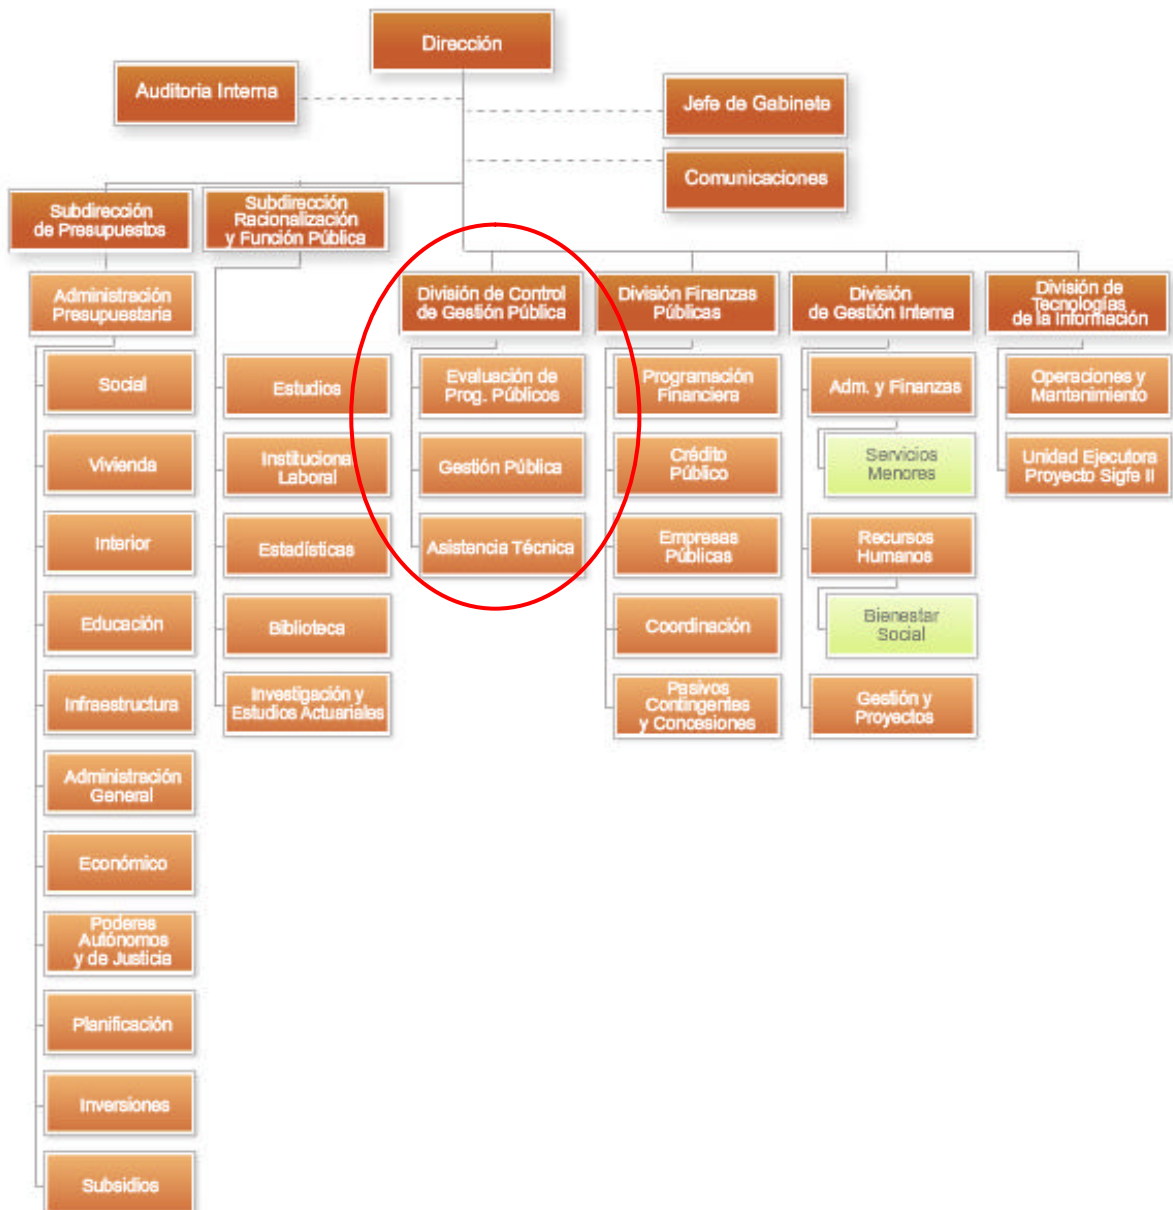 Dirección
Auditoria Interna
Jefe de Gabinete
Comunicaciones
Subdirección
de Presupuestos
Subdirección
Racionalización
y Función Pública
Administración
Presupuestaria
Social
Vivienda
Interior
Educación
Infraestructura
Administración
General
Económico
Poderes
Autónomos
y de Justicia
Planificación
Inversiones
Subsidios
Estudios
Institucional
Laboral
Estadísticas
Biblioteca
Investigación y
Estudios Actuariales
División de Control
de Gestión Pública
Evaluación de
Prog. Públicos
Gestión Pública
Asistencia Técnica
División Finanzas
Públicas
Programación
Financiera
Crédito
Público
Empresas
Públicas
Coordinación
Pasivos
Contingentes
y Concesiones
División
de Gestión Interna
Adm. y Finanzas
Servicios
Menores
Recursos
Humanos
Bienestar
Social
Gestión y
Proyectos
División de
Tecnologías
de la Información
Operaciones y
Mantenimiento
Unidad Ejecutora
Proyecto Sigfe II